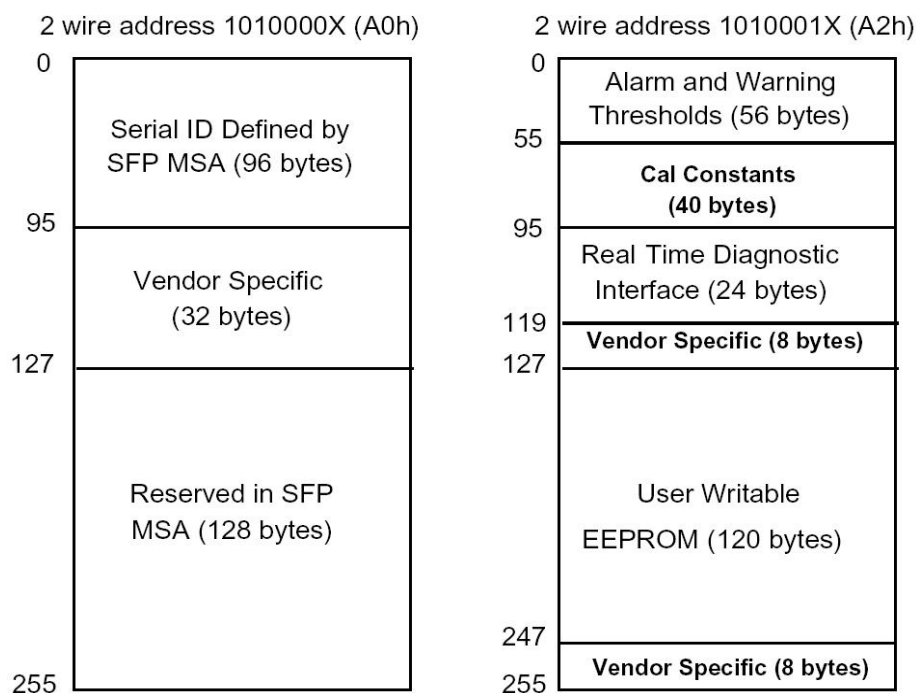 2 wire address 1010000X (A0h)
0
Serial ID Defined by
SFP MSA (96 bytes)
95
Vendor Specific
(32 bytes)
127
Reserved in SFP
MSA (128 bytes)
255
2 wire address 1010001X (A2h)
0
Alarm and Warning
Thresholds (56 bytes)
55
Cal Constants
(40 bytes)
95
Real Time Diagnostic
Interface (24 bytes)
119
Vendor Specific (8 bytes)
127
User Writable
EEPROM (120 bytes)
247
Vendor Specific (8 bytes)
255